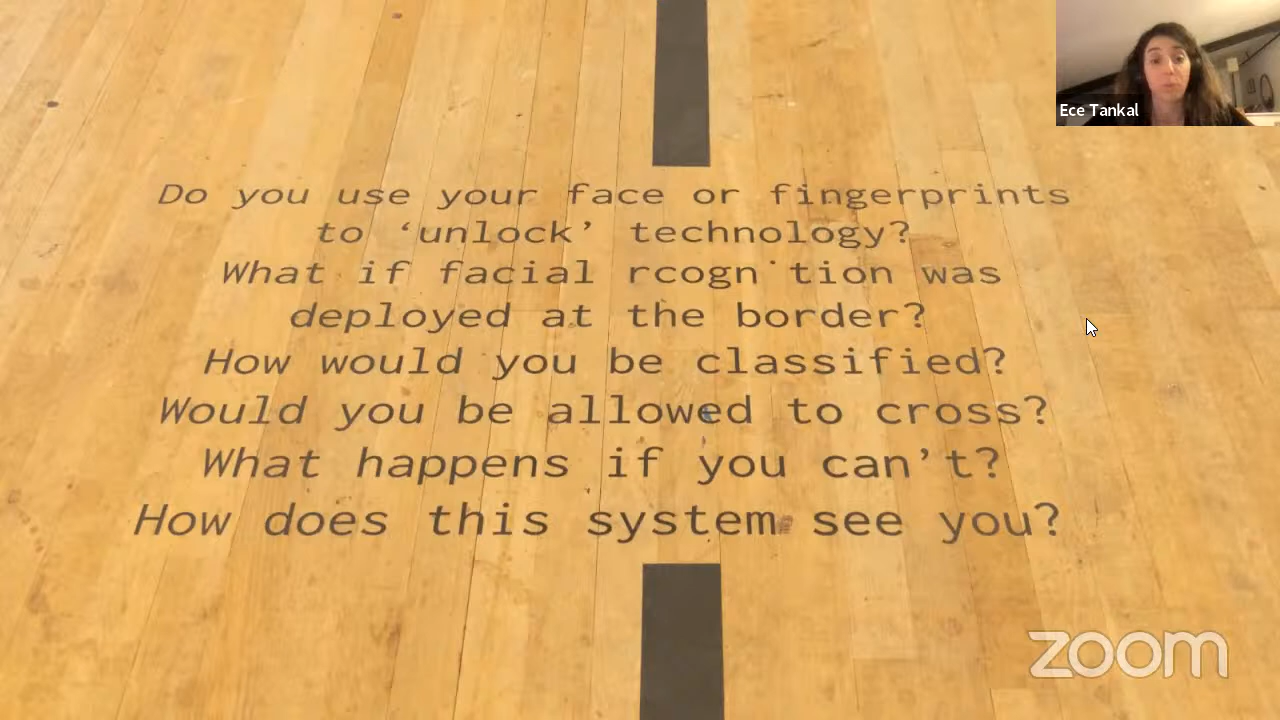 Ece Tankal
Do you use your face or fingerprints
to ‘unlock’ technology?
What if facial rcogn˙tion was
deployed at the border?
How would you be classified?
Would you be allowed to cross?
What happens if you can’t?
How does this system see you?
zoom